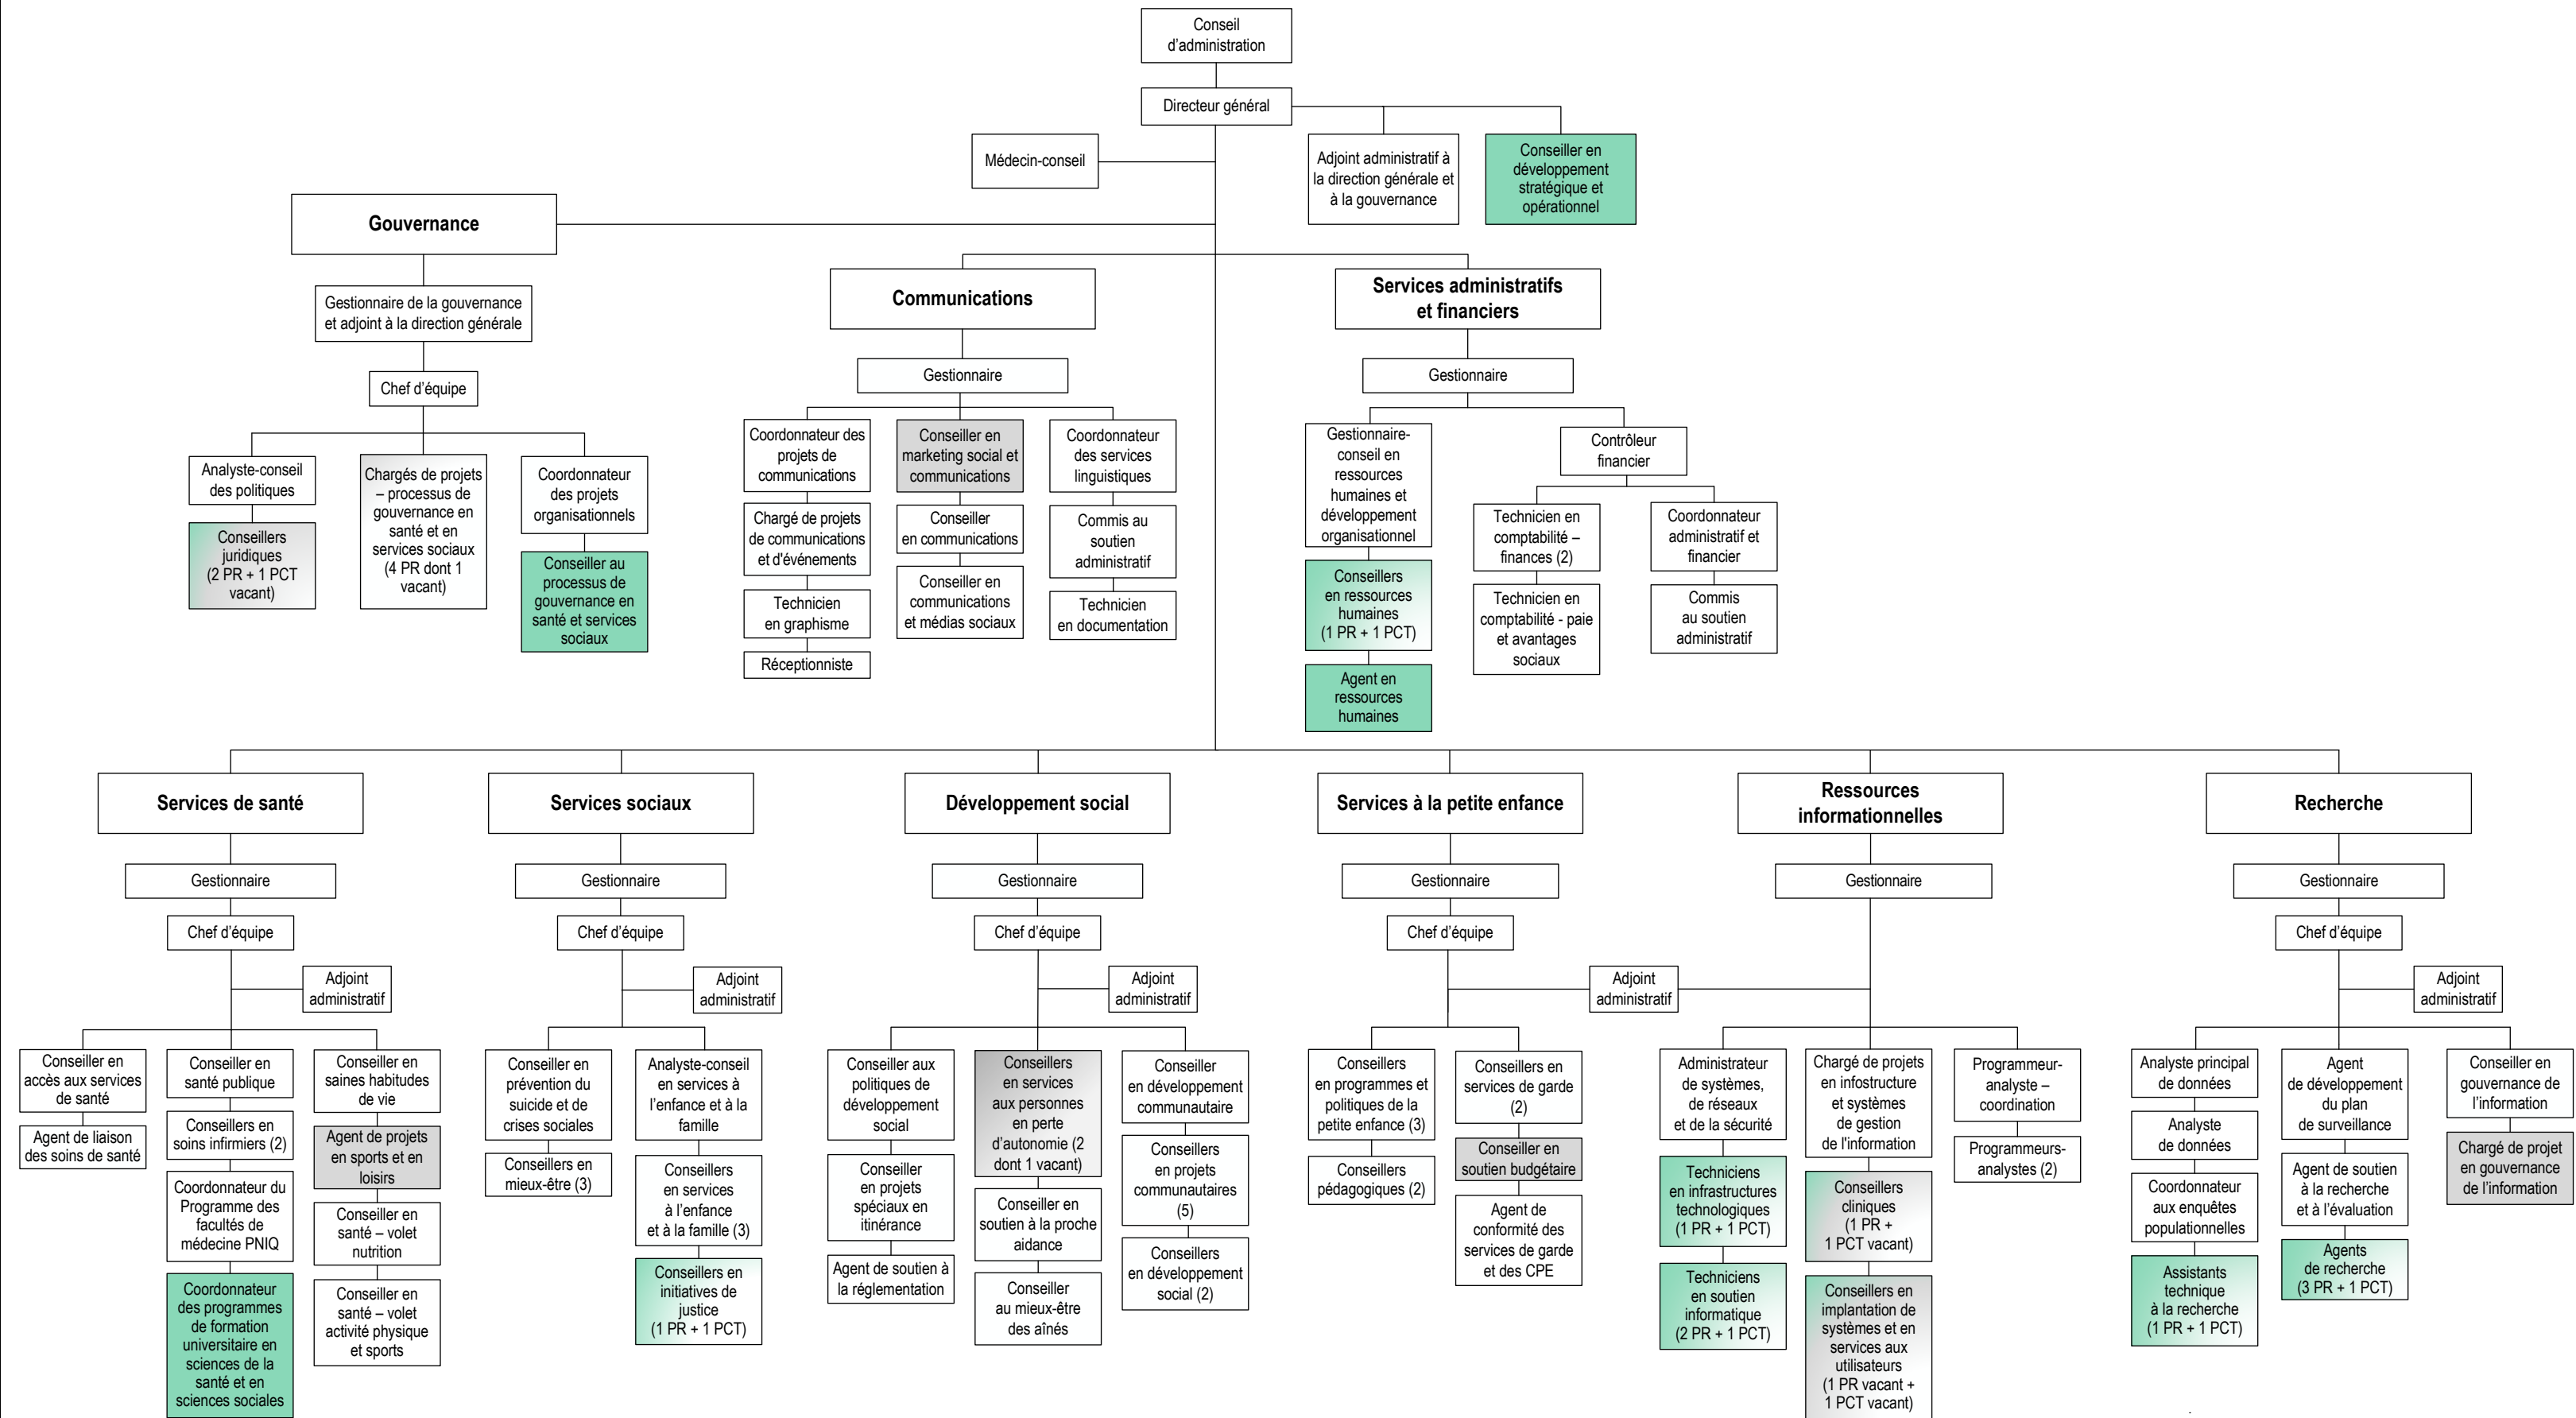 Conseil
d'administration
Directeur général
Médecin-conseil
Adjoint administratif à
la direction générale et
à la gouvernance
Conseiller en
développement
stratégique et
opérationnel
Gouvernance
Gestionnaire de la gouvernance
et adjoint à la direction générale
Chef d'équipe
Analyste-conseil
des politiques
Conseillers
juridiques
(2 PR + 1 PCT
vacant)
Chargés de projets
– processus de
gouvernance en
santé et en
services sociaux
(4 PR dont 1
vacant)
Coordonnateur
des projets
organisationnels
Conseiller au
processus de
gouvernance en
santé et services
sociaux
Communications
Gestionnaire
Coordonnateur des
projets de
communications
Chargé de projets
de communications
et d'événements
Technicien
en graphisme
Réceptionniste
Conseiller en
marketing social et
communications
Conseiller
en communications
Conseiller en
communications
et médias sociaux
Coordonnateur
des services
linguistiques
Commis au
soutien
administratif
Technicien
en documentation
Services administratifs
et financiers
Gestionnaire
Gestionnaire-
conseil en
ressources
humaines et
développement
organisationnel
Conseillers
en ressources
humaines
(1 PR + 1 PCT)
Agent en
ressources
humaines
Contrôleur
financier
Technicien en
comptabilité –
finances (2)
Technicien en
comptabilité - paie
et avantages
sociaux
Coordonnateur
administratif et
financier
Commis
au soutien
administratif
Services de santé
Gestionnaire
Chef d'équipe
Adjoint
administratif
Conseiller en
accès aux services
de santé
Agent de liaison
des soins de santé
Conseiller en
santé publique
Conseillers en
soins infirmiers (2)
Coordonnateur du
Programme des
facultés de
médecine PNIQ
Coordonnateur
des programmes
de formation
universitaire en
sciences de la
santé et en
sciences sociales
Conseiller en
saines habitudes
de vie
Agent de projets
en sports et en
loisirs
Conseiller en
santé – volet
nutrition
Conseiller en
santé – volet
activité physique
et sports
Services sociaux
Gestionnaire
Chef d'équipe
Adjoint
administratif
Conseiller en
prévention du
suicide et de
crises sociales
Conseillers en
mieux-être (3)
Analyste-conseil
en services à
l'enfance et à la
famille
Conseillers
en services
à l'enfance
et à la famille (3)
Conseillers en
initiatives de
justice
(1 PR + 1 PCT)
Développement social
Gestionnaire
Chef d'équipe
Adjoint
administratif
Conseiller aux
politiques de
développement
social
Conseiller
en projets
spéciaux en
itinérance
Agent de soutien à
la réglementation
Conseillers
en services
aux personnes
en perte
d'autonomie (2
dont 1 vacant)
Conseiller en
soutien à la proche
aidance
Conseiller
au mieux-être
des aînés
Conseiller
en développement
communautaire
Conseillers
en projets
communautaires
(5)
Conseillers
en développement
social (2)
Services à la petite enfance
Gestionnaire
Chef d'équipe
Adjoint
administratif
Conseillers
en programmes et
politiques de la
petite enfance (3)
Conseillers
pédagogiques (2)
Conseillers en
services de garde
(2)
Conseiller en
soutien budgétaire
Agent de
conformité des
services de garde
et des CPE
Ressources
informationnelles
Gestionnaire
Administrateur
de systèmes,
de réseaux
et de la sécurité
Techniciens
en infrastructures
technologiques
(1 PR + 1 PCT)
Techniciens
en soutien
informatique
(2 PR + 1 PCT)
Chargé de projets
en infostructure
et systèmes
de gestion
de l'information
Conseillers
cliniques
(1 PR +
1 PCT vacant)
Conseillers en
implantation de
systèmes et en
services aux
utilisateurs
(1 PR vacant +
1 PCT vacant)
Programmeur-
analyste –
coordination
Programmeurs-
analystes (2)
Recherche
Gestionnaire
Chef d'équipe
Adjoint
administratif
Analyste principal
de données
Analyste
de données
Coordonnateur
aux enquêtes
populationnelles
Assistants
technique
à la recherche
(1 PR + 1 PCT)
Agent
de développement
du plan
de surveillance
Agent de soutien
à la recherche
et à l'évaluation
Agents
de recherche
(3 PR + 1 PCT)
Conseiller en
gouvernance de
l'information
Chargé de projet
en gouvernance
de l'information